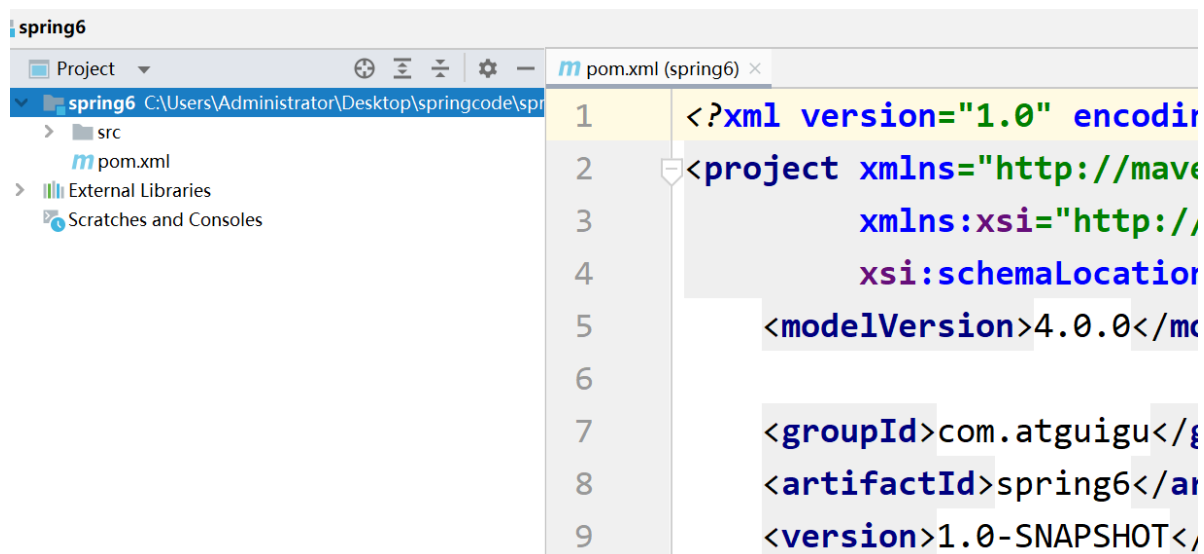 spring6
Project
spring6 C:\Users\Administrator\Desktop\springcode\spr
src
pom.xml
External Libraries
Scratches and Consoles
pom.xml (spring6)
1 <?xml version="1.0" encodin
2 <project xmlns="http://mave
3 xmlns:xsi="http:/
4 xsi:schemaLocation
5 <modelVersion>4.0.0</mo
6
7 <groupId>com.atguigu</g
8 <artifactId>spring6</ar
9 <version>1.0-SNAPSHOT</